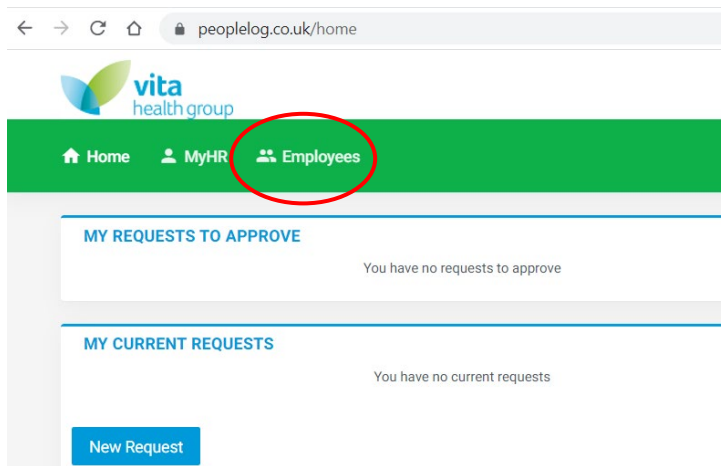 peoplelog.co.uk/home
vita
health group
Home MyHR Employees
MY REQUESTS TO APPROVE
You have no requests to approve
MY CURRENT REQUESTS
You have no current requests
New Request